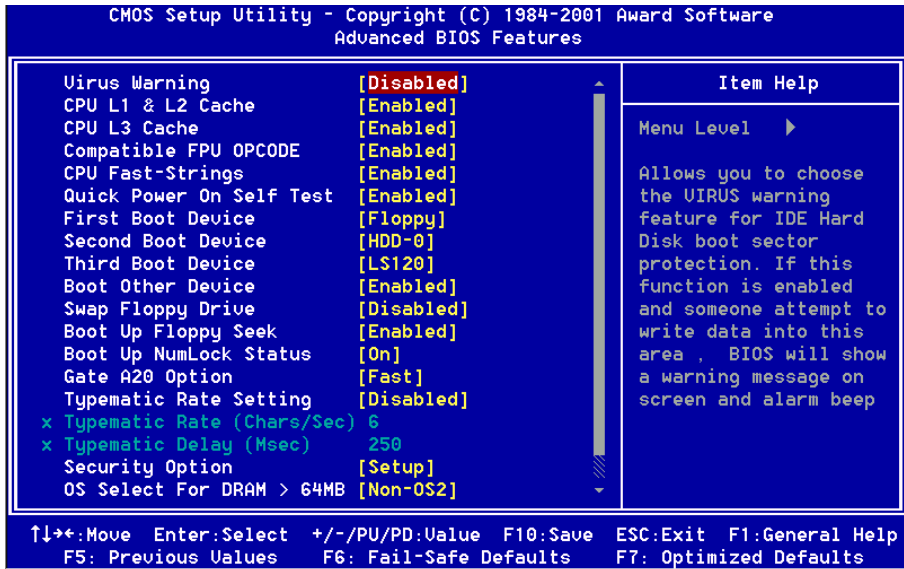 CMOS Setup Utility - Copyright (C) 1984-2001 Award Software
Advanced BIOS Features
Virus Warning [Disabled]
CPU L1 & L2 Cache [Enabled]
CPU L3 Cache [Enabled]
Compatible FPU OPCODE [Enabled]
CPU Fast-Strings [Enabled]
Quick Power On Self Test [Enabled]
First Boot Device [Floppy]
Second Boot Device [HDD-0]
Third Boot Device [LS120]
Boot Other Device [Enabled]
Swap Floppy Drive [Disabled]
Boot Up Floppy Seek [Enabled]
Boot Up NumLock Status [On]
Gate A20 Option [Fast]
Typematic Rate Setting [Disabled]
x Typematic Rate (Chars/Sec) 6
x Typematic Delay (Msec) 250
Security Option [Setup]
OS Select For DRAM > 64MB [Non-OS2]
Item Help
Menu Level ▶
Allows you to choose
the VIRUS warning
feature for IDE Hard
Disk boot sector
protection. If this
function is enabled
and someone attempt to
write data into this
area , BIOS will show
a warning message on
screen and alarm beep
↑↓→←:Move Enter:Select +/-/PU/PD:Value F10:Save ESC:Exit F1:General Help
F5: Previous Values F6: Fail-Safe Defaults F7: Optimized Defaults